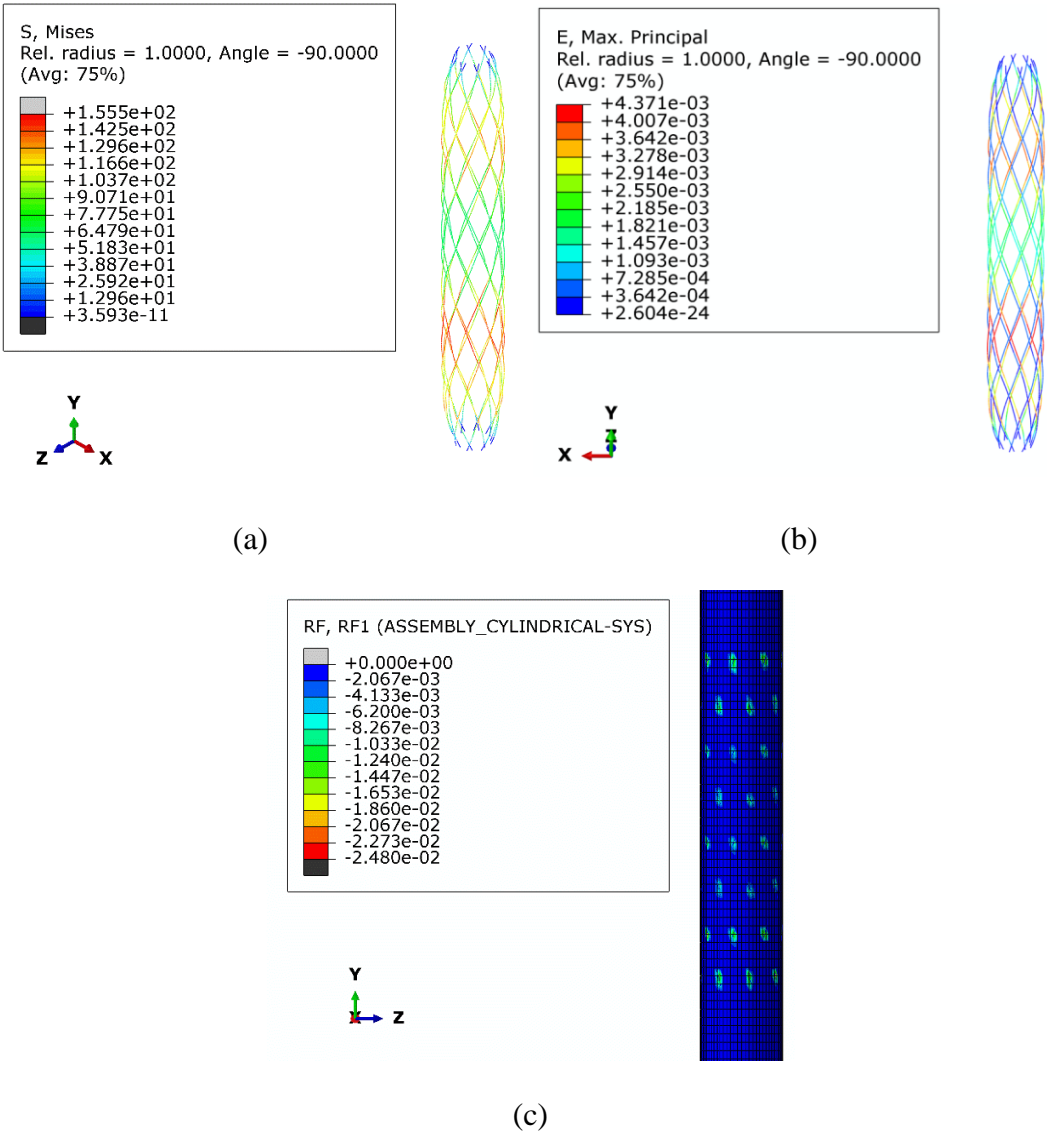 S, Mises
Rel. radius = 1.0000, Angle = -90.0000
(Avg: 75%)
+1.555e+02
+1.425e+02
+1.296e+02
+1.166e+02
+1.037e+02
+9.071e+01
+7.775e+01
+6.479e+01
+5.183e+01
+3.887e+01
+2.592e+01
+1.296e+01
+3.593e-11
Y
Z
X
E, Max. Principal
Rel. radius = 1.0000, Angle = -90.0000
(Avg: 75%)
+4.371e-03
+4.007e-03
+3.642e-03
+3.278e-03
+2.914e-03
+2.550e-03
+2.185e-03
+1.821e-03
+1.457e-03
+1.093e-03
+7.285e-04
+3.642e-04
+2.604e-24
Y
Z
X
(a)
(b)
RF, RF1 (ASSEMBLY_CYLINDRICAL-SYS)
+0.000e+00
-2.067e-03
-4.133e-03
-6.200e-03
-8.267e-03
-1.033e-02
-1.240e-02
-1.447e-02
-1.653e-02
-1.860e-02
-2.067e-02
-2.273e-02
-2.480e-02
Y
X
Z
(c)